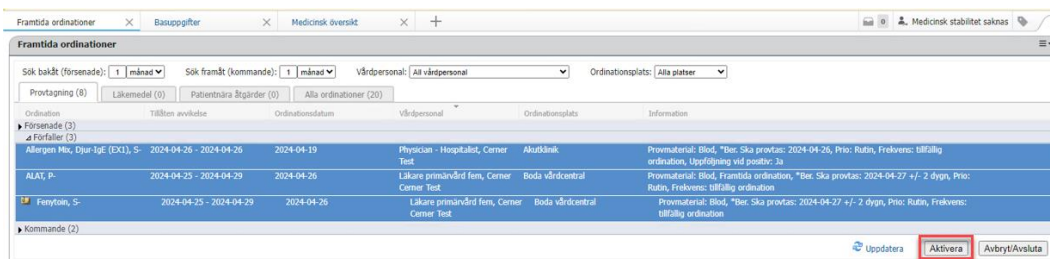 Framtida ordinationer Basuppgifter Medicinsk översikt 0 Medicinsk stabilitet saknas
Framtida ordinationer
Sök bakåt (försenade): 1 månad Sök framåt (kommande): 1 månad Vårdpersonal: All vårdpersonal Ordinationsplats: Alla platser
Provtagning (8) Läkemedel (0) Patientnära åtgärder (0) Alla ordinationer (20)
Ordination Tillåten avvikelse Ordinationsdatum Vårdpersonal Ordinationsplats Information
Försenade (3)
Förfaller (3)
Allergen Mix, Djur-IgE (EX1), S- 2024-04-26 - 2024-04-26 2024-04-19 Physician - Hospitalist, Cerner Akutklinik Provmaterial: Blod, *Ber. Ska provtas: 2024-04-26, Prio: Rutin, Frekvens: tillfällig
Test ordination, Uppföljning vid positiv: Ja
ALAT, P- 2024-04-25 - 2024-04-29 2024-04-26 Läkare primärvård fem, Cerner Boda vårdcentral Provmaterial: Blod, Framtida ordination, *Ber. Ska provtas: 2024-04-27 +/- 2 dygn, Prio:
Cerner Test Rutin, Frekvens: tillfällig ordination
Fenytoin, S- 2024-04-25 - 2024-04-29 2024-04-26 Läkare primärvård fem, Cerner Boda vårdcentral Provmaterial: Blod, *Ber. Ska provtas: 2024-04-27 +/- 2 dygn, Prio: Rutin, Frekvens:
Cerner Test tillfällig ordination
Kommande (2)
Uppdatera Aktivera Avbryt/Avsluta